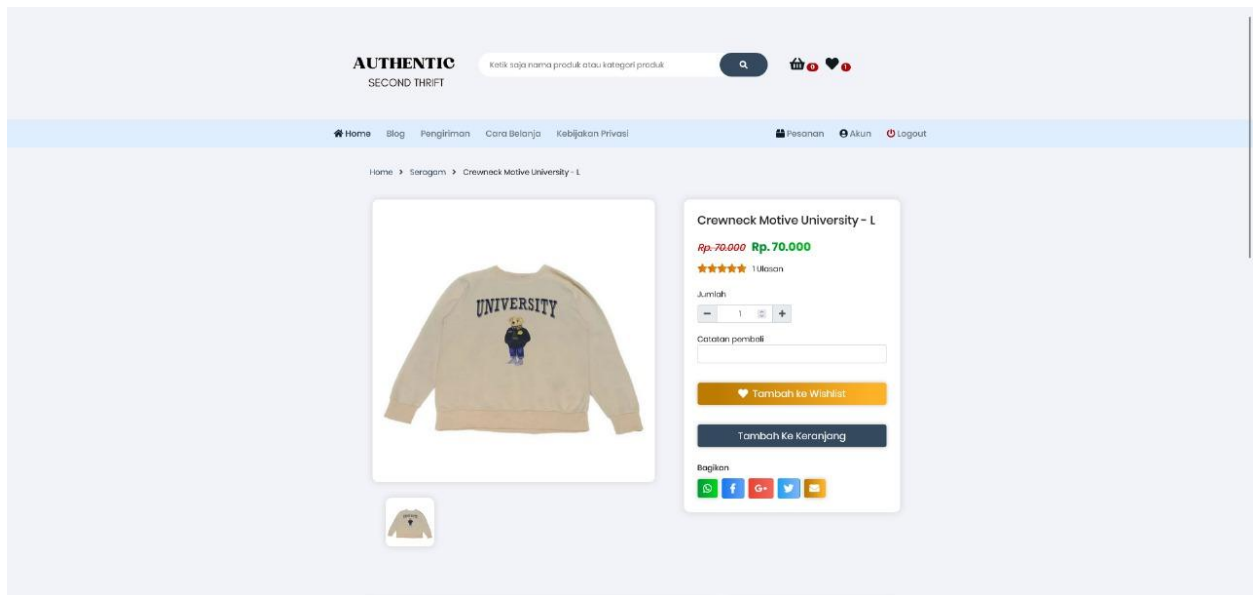 AUTHENTIC
SECOND THRIFT
Ketik saja nama produk atau kategori produk
0
1
Home Blog Pengiriman Cara Belanja Kebijakan Privasi Pesanan Akun Logout
Home > Seragam > Crewneck Motive University - L
Crewneck Motive University - L
Rp. 70.000 Rp. 70.000
1 Ulasan
Jumlah
- 1 +
Catatan pembeli
Tambah ke Wishlist
Tambah Ke Keranjang
Bagikan
G+
UNIVERSITY
UNIVERSITY